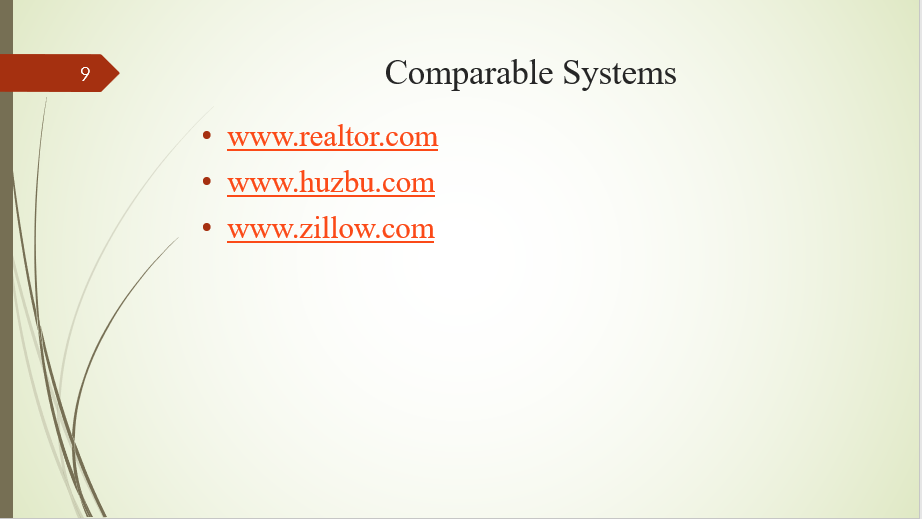 9
Comparable Systems
• www.realtor.com
• www.huzbu.com
• www.zillow.com